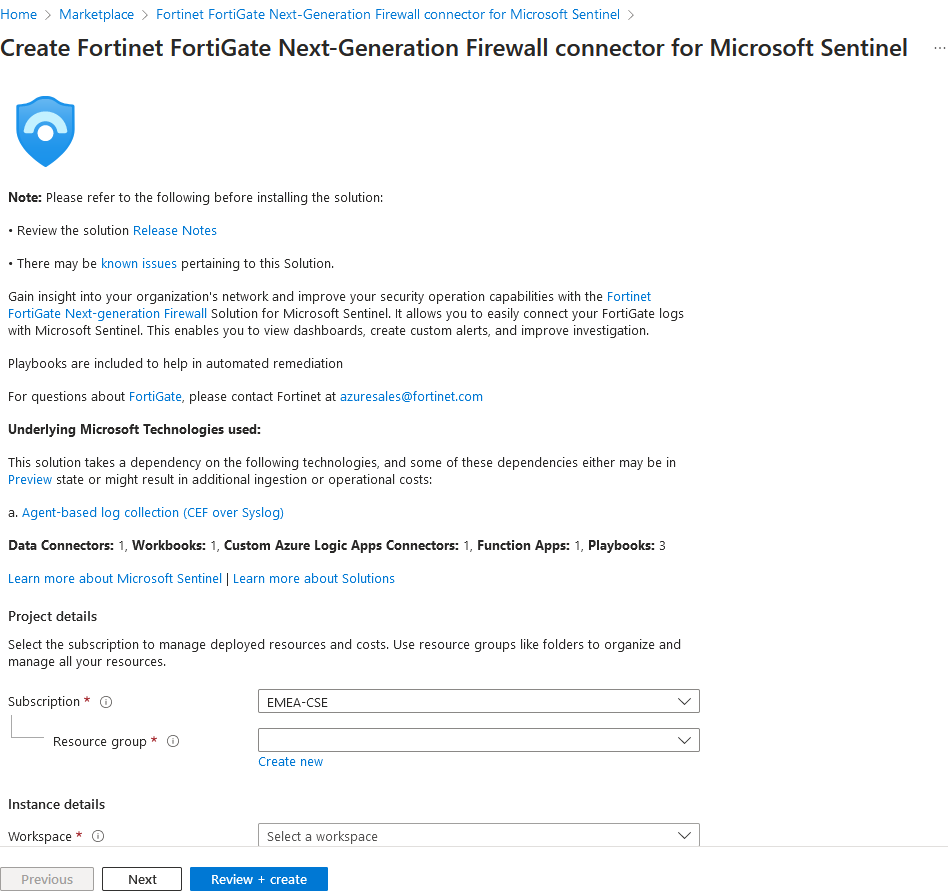 Home > Marketplace > Fortinet FortiGate Next-Generation Firewall connector for Microsoft Sentinel >
Create Fortinet FortiGate Next-Generation Firewall connector for Microsoft Sentinel ...
Note: Please refer to the following before installing the solution:
• Review the solution Release Notes
• There may be known issues pertaining to this Solution.
Gain insight into your organization's network and improve your security operation capabilities with the Fortinet
FortiGate Next-generation Firewall Solution for Microsoft Sentinel. It allows you to easily connect your FortiGate logs
with Microsoft Sentinel. This enables you to view dashboards, create custom alerts, and improve investigation.
Playbooks are included to help in automated remediation
For questions about FortiGate, please contact Fortinet at azuresales@fortinet.com
Underlying Microsoft Technologies used:
This solution takes a dependency on the following technologies, and some of these dependencies either may be in
Preview state or might result in additional ingestion or operational costs:
a. Agent-based log collection (CEF over Syslog)
Data Connectors: 1, Workbooks: 1, Custom Azure Logic Apps Connectors: 1, Function Apps: 1, Playbooks: 3
Learn more about Microsoft Sentinel | Learn more about Solutions
Project details
Select the subscription to manage deployed resources and costs. Use resource groups like folders to organize and
manage all your resources.
Subscription * EMEA-CSE
Resource group *
Create new
Instance details
Workspace * Select a workspace
Previous Next Review + create